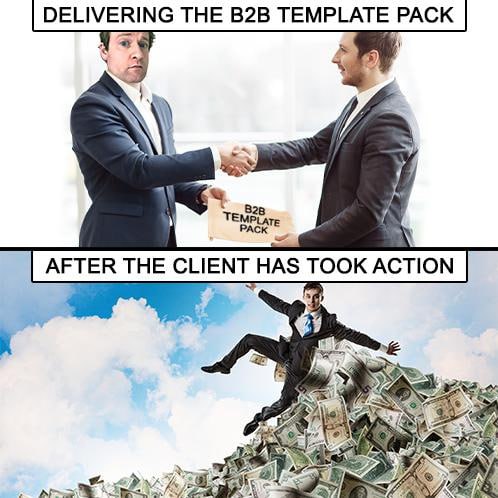 DELIVERING THE B2B TEMPLATE PACK
B2B
TEMPLATE
PACK
AFTER THE CLIENT HAS TOOK ACTION